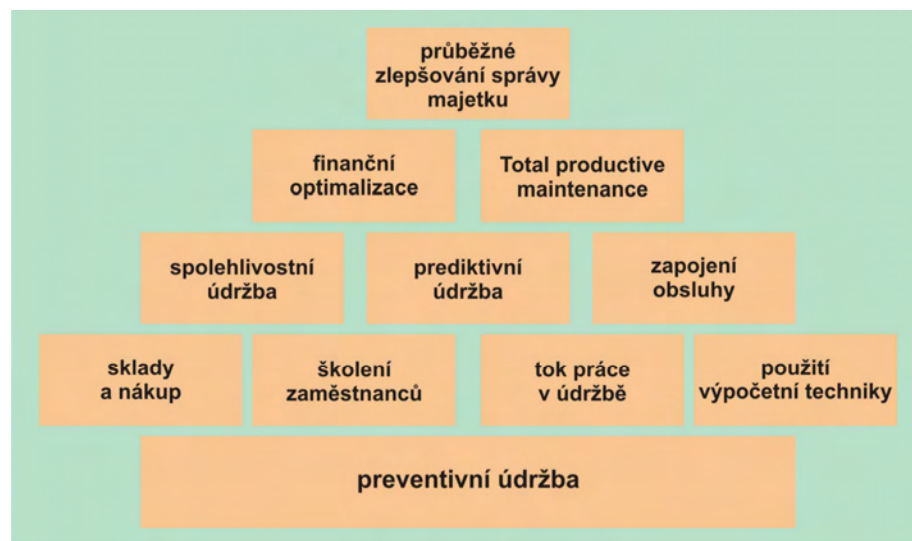 průběžné
zlepšování správy
majetku
finanční
optimalizace
Total productive
maintenance
spolehlivostní
údržba
prediktivní
údržba
zapojení
obsluhy
sklady
a nákup
školení
zaměstnanců
tok práce
v údržbě
použití
výpočetní techniky
preventivní údržba